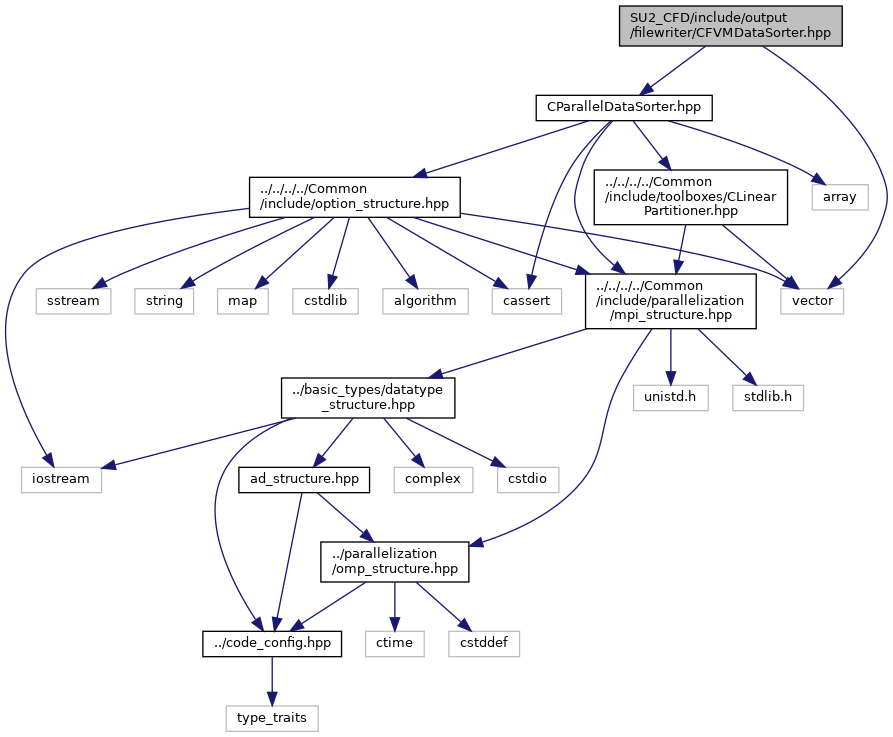 SU2_CFD/include/output
/filewriter/CFVMDataSorter.hpp
CParallelDataSorter.hpp
../../../../Common
/include/option_structure.hpp
../../../../Common
/include/toolboxes/CLinear
Partitioner.hpp
array
sstream
string
map
cstdlib
algorithm
cassert
../../../../Common
/include/parallelization
/mpi_structure.hpp
vector
../basic_types/datatype
_structure.hpp
unistd.h
stdlib.h
iostream
ad_structure.hpp
complex
cstdio
../parallelization
/omp_structure.hpp
../code_config.hpp
ctime
cstddef
type_traits